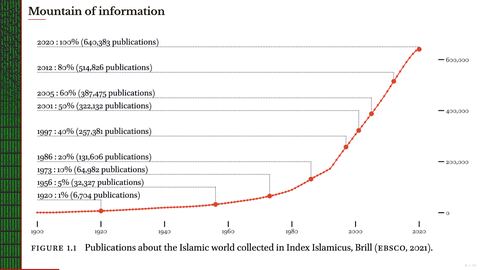 Mountain of information
2020 : 100% (640,383 publications)
2012 : 80% (514,826 publications)
2005 : 60% (387,475 publications)
2001 : 50% (322,132 publications)
1997 : 40% (257,381 publications)
1986 : 20% (131,606 publications)
1973 : 10% (64,982 publications)
1956 : 5% (32,327 publications)
1920 : 1% (6,704 publications)
600,000
400,000
200,000
0
1900 1920 1940 1960 1980 2000 2020
FIGURE 1.1 Publications about the Islamic world collected in Index Islamicus, Brill (EBSCO, 2021).